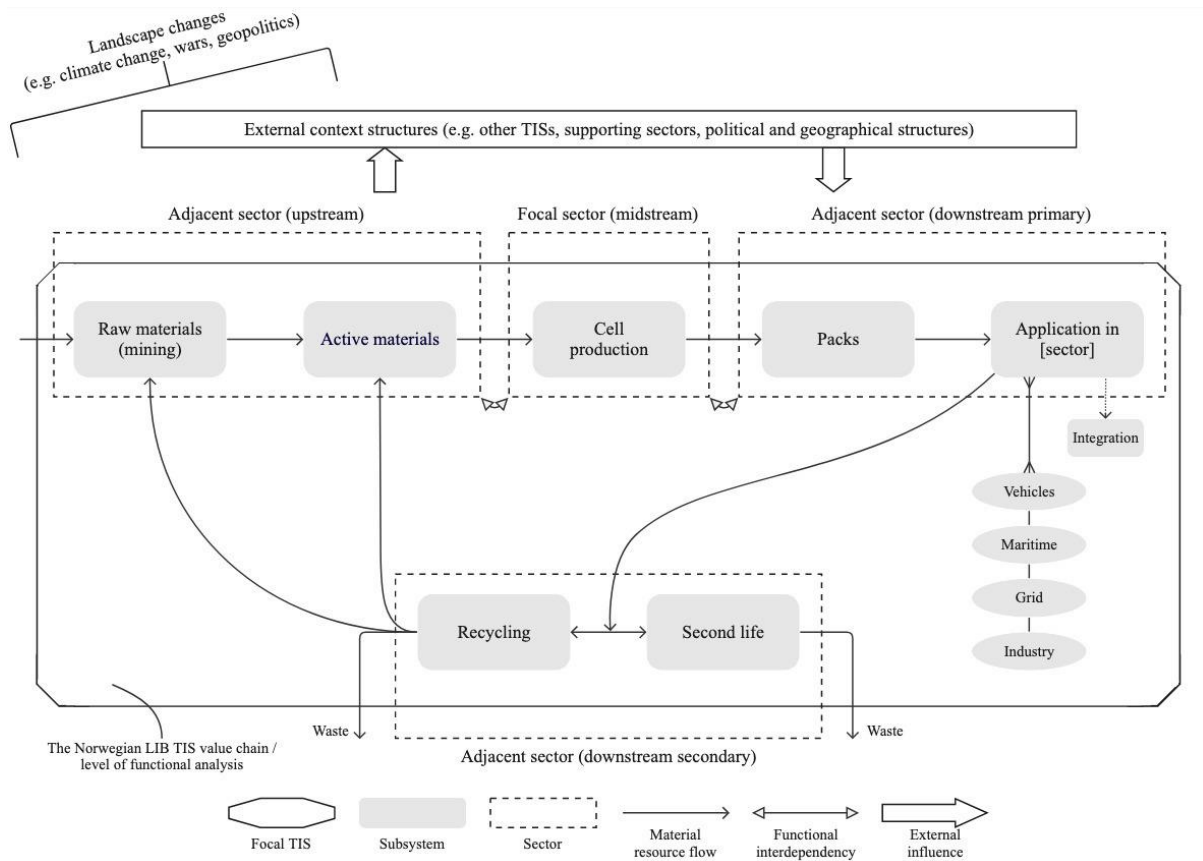 Landscape changes
(e.g. climate change, wars, geopolitics)
External context structures (e.g. other TISs, supporting sectors, political and geographical structures)
Adjacent sector (upstream)
Focal sector (midstream)
Adjacent sector (downstream primary)
Raw materials
(mining)
Active materials
Cell
production
Packs
Application in
[sector]
Integration
Vehicles
Maritime
Grid
Industry
Recycling
Second life
Waste
Waste
The Norwegian LIB TIS value chain /
level of functional analysis
Adjacent sector (downstream secondary)
Focal TIS
Subsystem
Sector
Material
resource flow
Functional
interdependency
External
influence